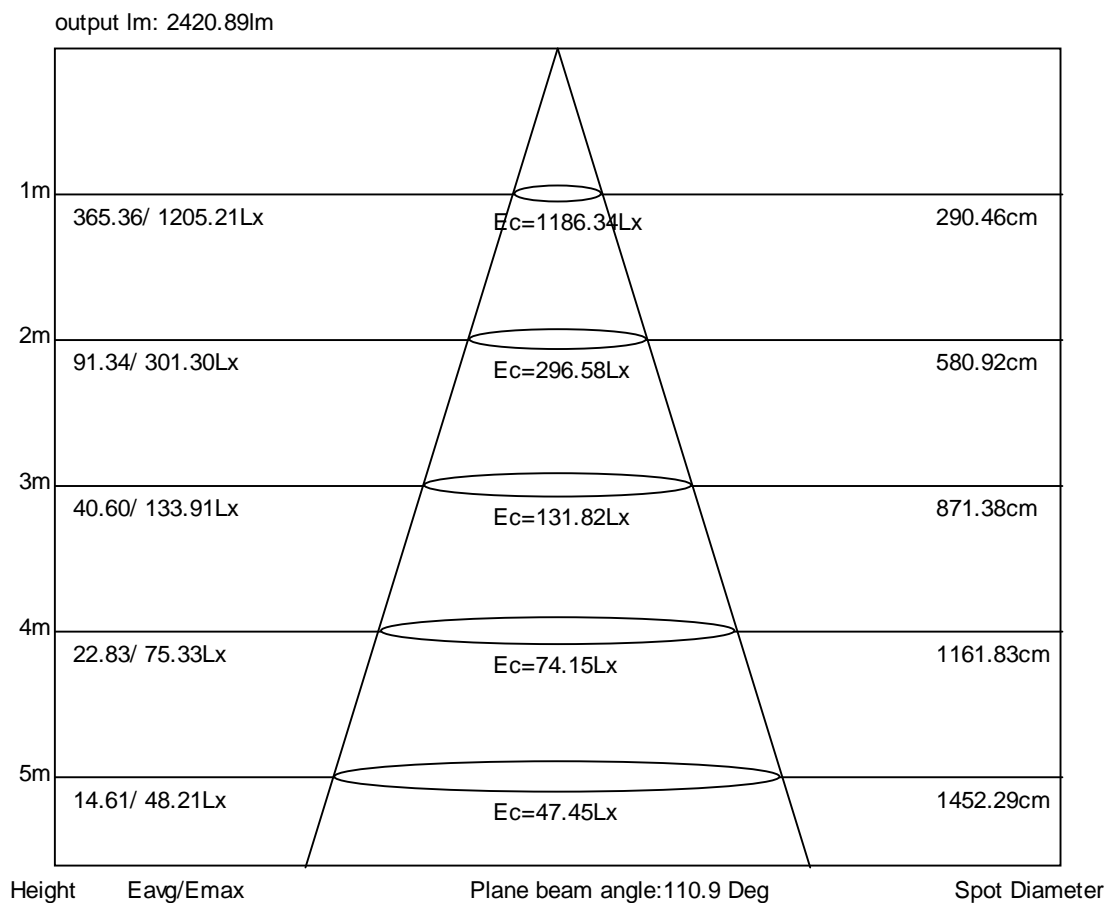 output lm: 2420.89lm
1m
365.36/ 1205.21Lx
Ec=1186.34Lx
290.46cm
2m
91.34/ 301.30Lx
Ec=296.58Lx
580.92cm
3m
40.60/ 133.91Lx
Ec=131.82Lx
871.38cm
4m
22.83/ 75.33Lx
Ec=74.15Lx
1161.83cm
5m
14.61/ 48.21Lx
Ec=47.45Lx
1452.29cm
Height Eavg/Emax Plane beam angle:110.9 Deg Spot Diameter